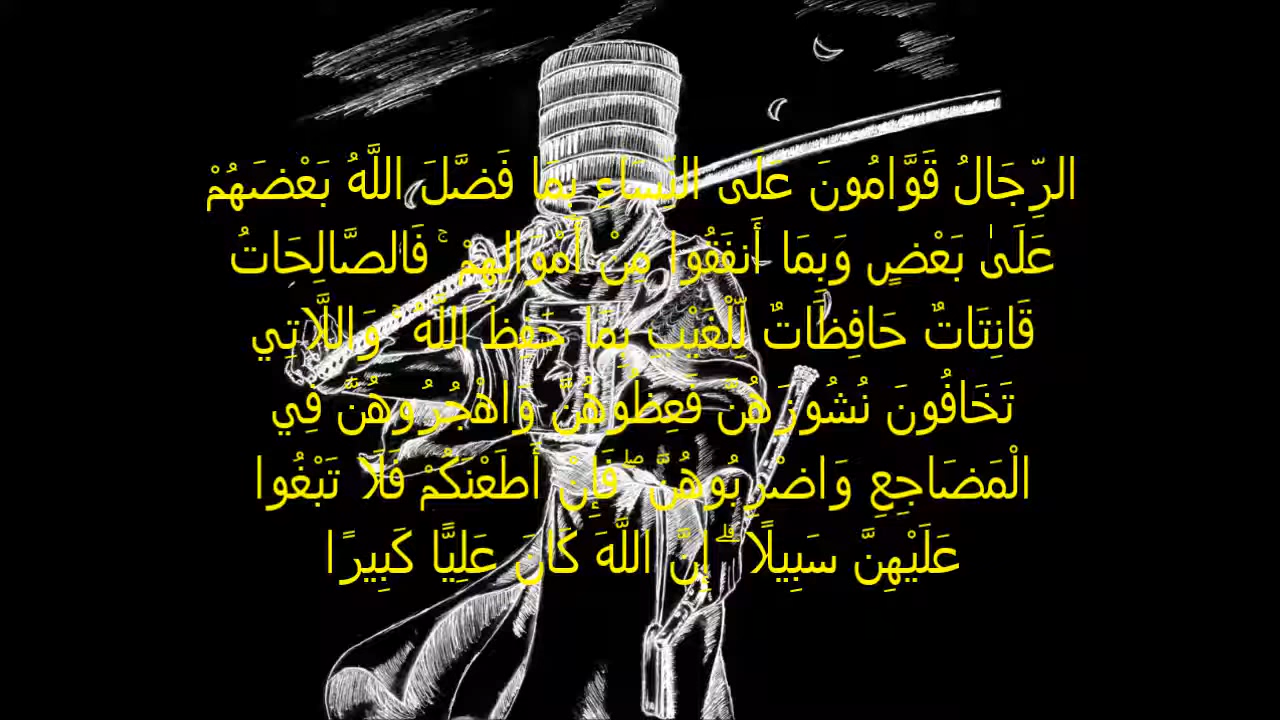 الرِّجَالُ قَوَّامُونَ عَلَى النِّسَاءِ بِمَا فَضَّلَ اللَّهُ بَعْضَهُمْ
عَلَىٰ بَعْضٍ وَبِمَا أَنفَقُوا مِنْ أَمْوَالِهِمْ ۚ فَالصَّالِحَاتُ
قَانِتَاتٌ حَافِظَاتٌ لِّلْغَيْبِ بِمَا حَفِظَ اللَّهُ ۚ وَاللَّاتِي
تَخَافُونَ نُشُوزَهُنَّ فَعِظُوهُنَّ وَاهْجُرُوهُنَّ فِي
الْمَضَاجِعِ وَاضْرِبُوهُنَّ ۖ فَإِنْ أَطَعْنَكُمْ فَلَا تَبْغُوا
عَلَيْهِنَّ سَبِيلًا ۗ إِنَّ اللَّهَ كَانَ عَلِيًّا كَبِيرًا